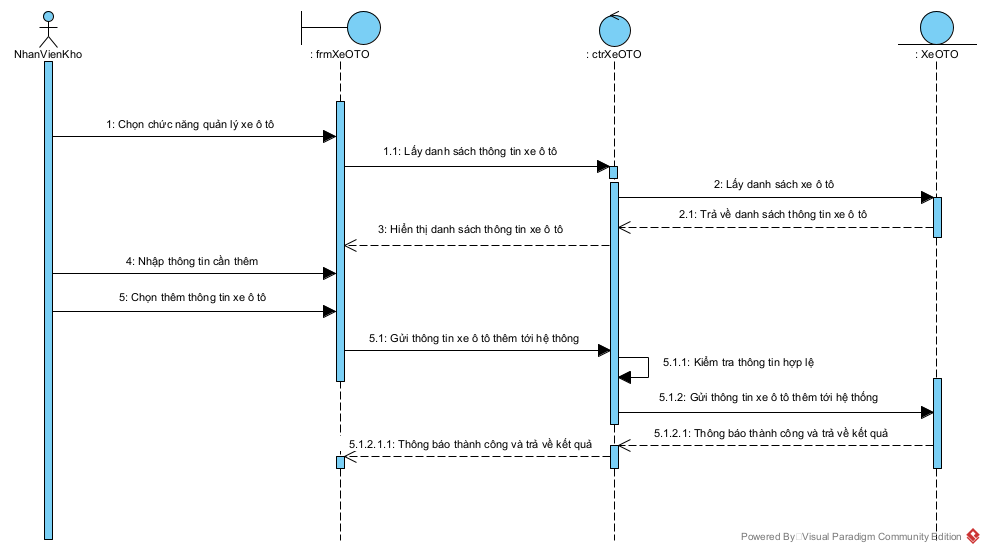 NhanVienKho
: frmXeOTO
: ctrXeOTO
: XeOTO
1: Chọn chức năng quản lý xe ô tô
1.1: Lấy danh sách thông tin xe ô tô
2: Lấy danh sách xe ô tô
2.1: Trả về danh sách thông tin xe ô tô
3: Hiển thị danh sách thông tin xe ô tô
4: Nhập thông tin cần thêm
5: Chọn thêm thông tin xe ô tô
5.1: Gửi thông tin xe ô tô thêm tới hệ thông
5.1.1: Kiểm tra thông tin hợp lệ
5.1.2: Gửi thông tin xe ô tô thêm tới hệ thống
5.1.2.1: Thông báo thành công và trả về kết quả
5.1.2.1.1: Thông báo thành công và trả về kết quả
Powered By Visual Paradigm Community Edition